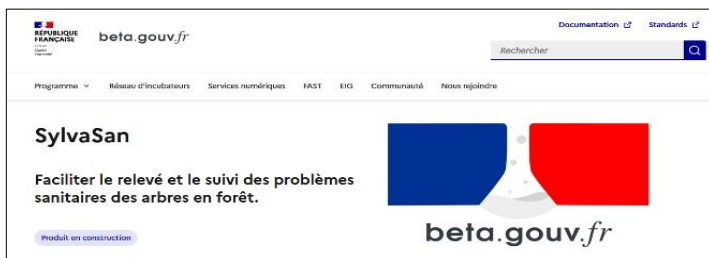 RÉPUBLIQUE
FRANÇAISE
beta.gouv.fr
Documentation
Standards
Rechercher
Programme
Réseau d'incubateurs
Services numériques
FAST
EIG
Communauté
Nous rejoindre
SylvaSan
Faciliter le relevé et le suivi des problèmes
sanitaires des arbres en forêt.
Produit en construction
beta.gouv.fr